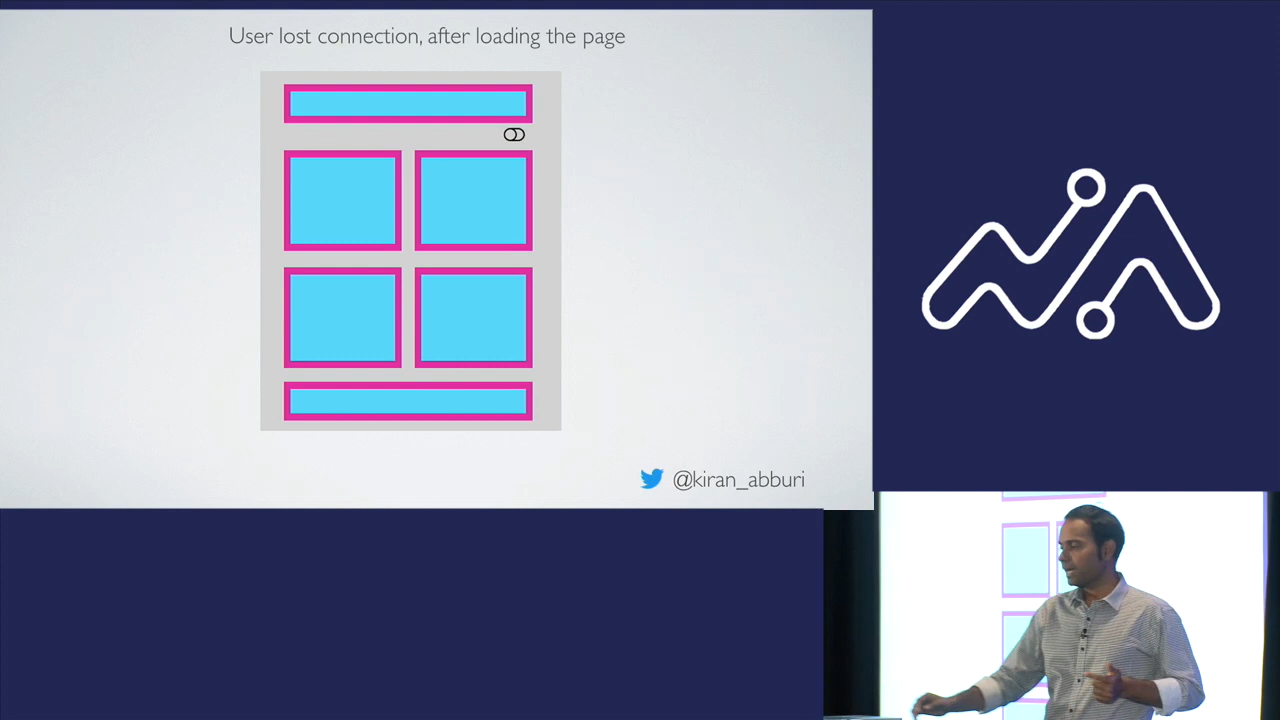 User lost connection, after loading the page
@kiran_abburi